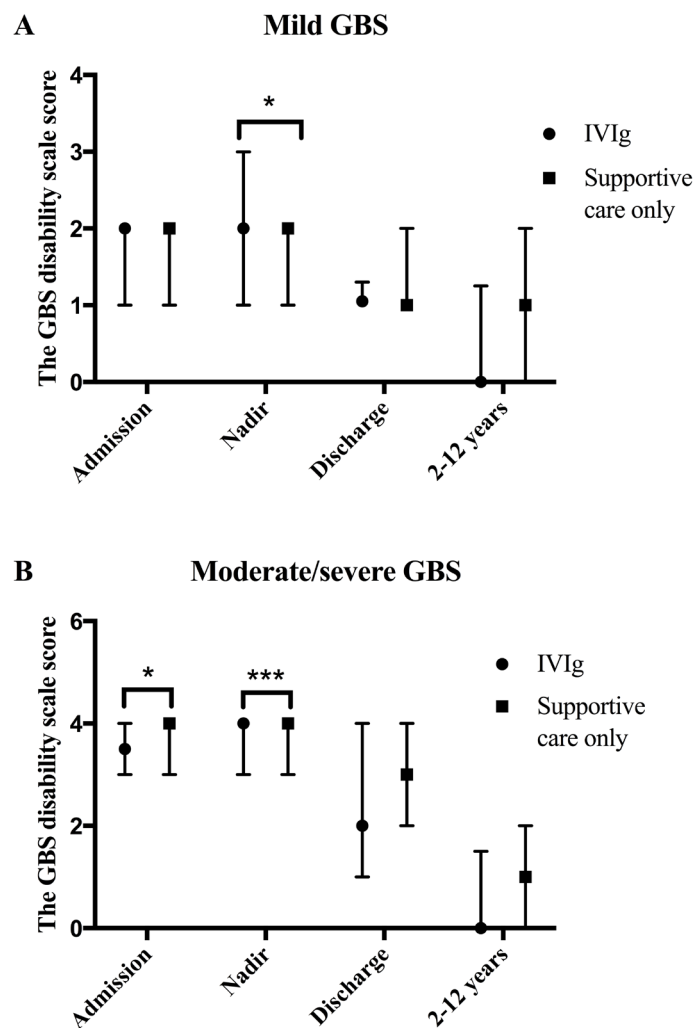 A
Mild GBS
The GBS disability scale score
4
3
2
1
0
*
IVIg
Supportive
care only
Admission
Nadir
Discharge
2-12 years
B
Moderate/severe GBS
The GBS disability scale score
6
4
2
0
*
***
IVIg
Supportive
care only
Admission
Nadir
Discharge
2-12 years